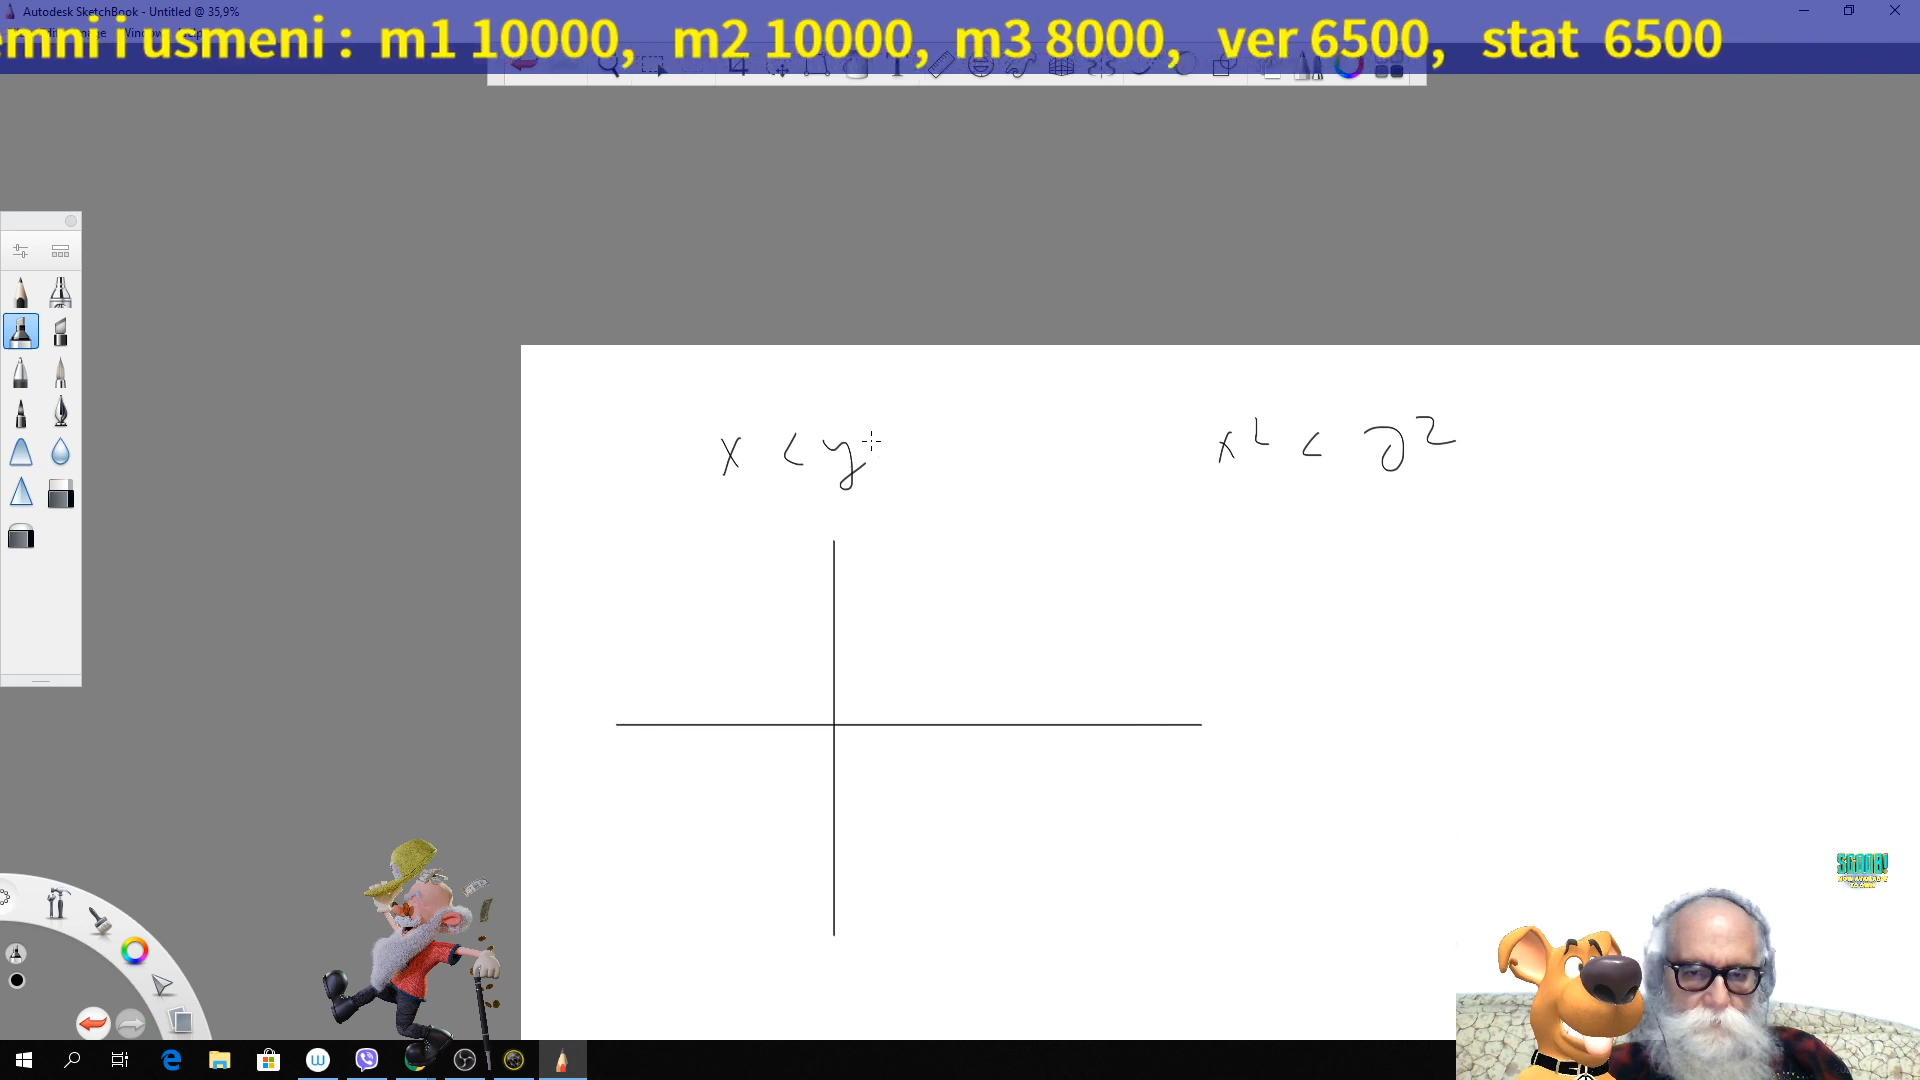 Autodesk SketchBook - Untitled @ 35,9%
emni i usmeni : m1 10000, m2 10000, m3 8000, ver 6500, stat 6500
x < y
x² < y²
SCOOB!